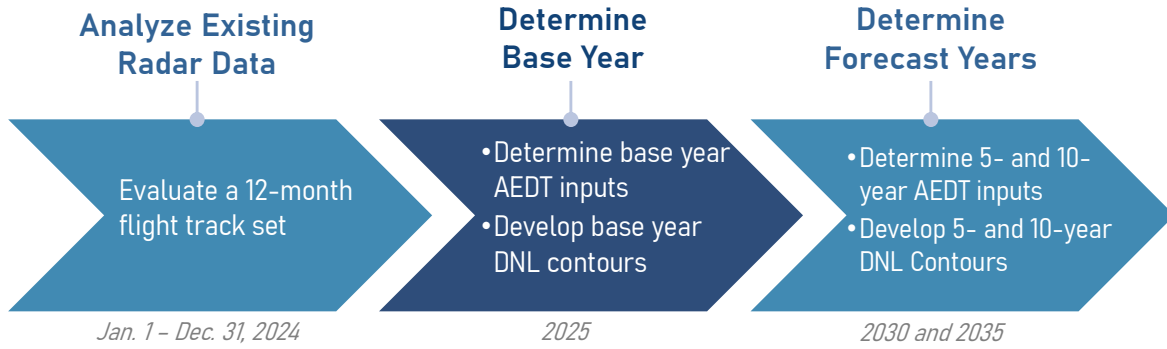 Analyze Existing
Radar Data
Evaluate a 12-month
flight track set
Jan. 1 – Dec. 31, 2024
Determine
Base Year
•Determine base year
AEDT inputs
•Develop base year
DNL contours
2025
Determine
Forecast Years
•Determine 5- and 10-
year AEDT inputs
•Develop 5- and 10-year
DNL Contours
2030 and 2035